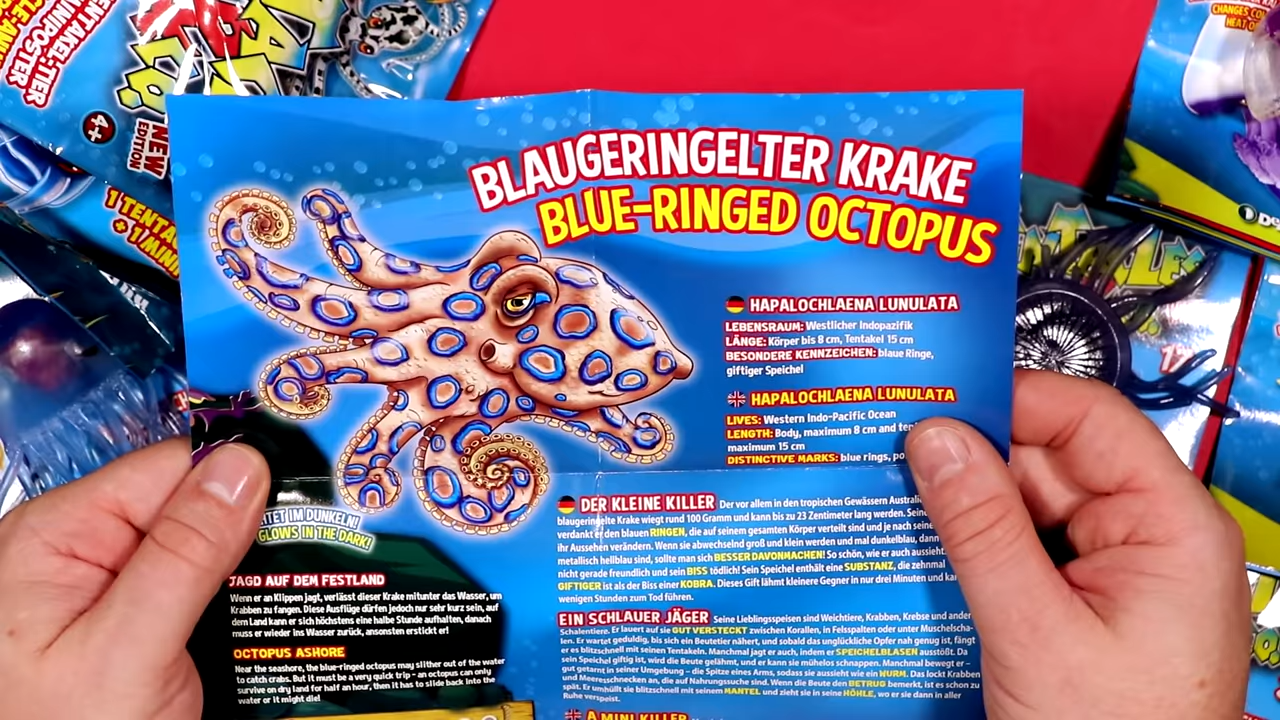 TENTAKEL-TIER
MINIPOSTER
4+
NEW
EDITION
CHANGES
HEAT
1
BLAUGERINGELTER KRAKE
BLUE-RINGED OCTOPUS
HAPALOCHLAENA LUNULATA
LEBENSRAUM: Westlicher Indopazifik
LÄNGE: Körper bis 8 cm, Tentakel 15 cm
BESONDERE KENNZEICHEN: blaue Ringe,
giftiger Speichel
HAPALOCHLAENA LUNULATA
LIVES: Western Indo-Pacific Ocean
LENGTH: Body, maximum 8 cm and
maximum 15 cm
DISTINCTIVE MARKS: blue rings,
IM DUNKELN!
GLOWS IN THE DARK!
JAGD AUF DEM FESTLAND
Wenn er an Klippen jagt, verlässt dieser Krake mitunter das Wasser, um
Krabben zu fangen. Diese Ausflüge dürfen jedoch nur sehr kurz sein, auf
dem Land kann er sich höchstens eine halbe Stunde aufhalten, danach
muss er wieder ins Wasser zurück, ansonsten erstickt er!
OCTOPUS ASHORE
Near the seashore, the blue-ringed octopus may slither out of the water
to catch crabs. But it must be a very quick trip - an octopus can only
survive on dry land for half an hour, then it has to slide back into the
water or it might die!
DER KLEINE KILLER Der vor allem in den tropischen Gewässern
blaugeringelte Krake wiegt rund 100 Gramm und kann bis zu 23 Zentimeter lang werden.
verdankt er den blauen RINGEN, die auf seinem gesamten Körper verteilt sind und je nach
ihr Aussehen verändern. Wenn sie abwechselnd groß und klein werden und mal dunkelblau, dann
metallisch hellblau sind, sollte man sich BESSER DAVONMACHEN! So schön, wie er auch aussieht,
nicht gerade freundlich und sein BISS tödlich! Sein Speichel enthält eine SUBSTANZ, die zehnmal
GIFTIGER ist als der Biss einer KOBRA. Dieses Gift lähmt kleinere Gegner in nur drei Minuten und
wenigen Stunden zum Tod führen.
EIN SCHLAUER JÄGER Seine Lieblingsspeisen sind Weichtiere, Krabben, Krebse und
Schalentiere. Er lauert auf sie GUT VERSTECKT zwischen Korallen, in Felsspalten oder unter Muschelscha-
len. Er wartet geduldig, bis sich ein Beutetier nähert, und sobald das unglückliche Opfer nah genug ist, fängt
er es blitzschnell mit seinen Tentakeln. Manchmal jagt er auch, indem er SPEICHELBLASEN ausstößt. Da
sein Speichel giftig ist, wird die Beute gelähmt, und er kann sie mühelos schnappen. Manchmal bewegt er –
gut getarnt in seiner Umgebung – die Spitze eines Arms, sodass sie aussieht wie ein WURM. Das lockt Krabben
und Meeresschnecken an, die auf Nahrungssuche sind. Wenn die Beute den BETRUG bemerkt, ist es schon zu
spät. Er umhüllt sie blitzschnell mit seinem MANTEL und zieht sie in seine HÖHLE, wo er sie dann in aller
Ruhe verspeist.
A MINI KILLER